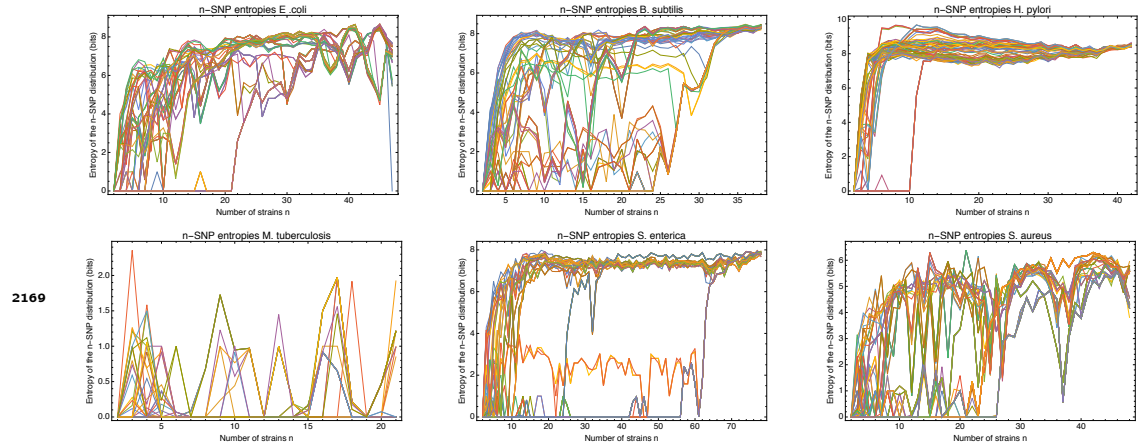 n-SNP entropies E .coli
Entropy of the n-SNP distribution (bits)
8
6
4
2
0
10 20 30 40
Number of strains n
n-SNP entropies B. subtilis
Entropy of the n-SNP distribution (bits)
8
6
4
2
0
5 10 15 20 25 30 35
Number of strains n
n-SNP entropies H. pylori
Entropy of the n-SNP distribution (bits)
10
8
6
4
2
0
10 20 30 40
Number of strains n
n-SNP entropies M. tuberculosis
Entropy of the n-SNP distribution (bits)
2.0
1.5
1.0
0.5
0.0
5 10 15 20
Number of strains n
n-SNP entropies S. enterica
Entropy of the n-SNP distribution (bits)
8
6
4
2
0
10 20 30 40 50 60 70
Number of strains n
n-SNP entropies S. aureus
Entropy of the n-SNP distribution (bits)
6
5
4
3
2
1
0
10 20 30 40
Number of strains n
2169